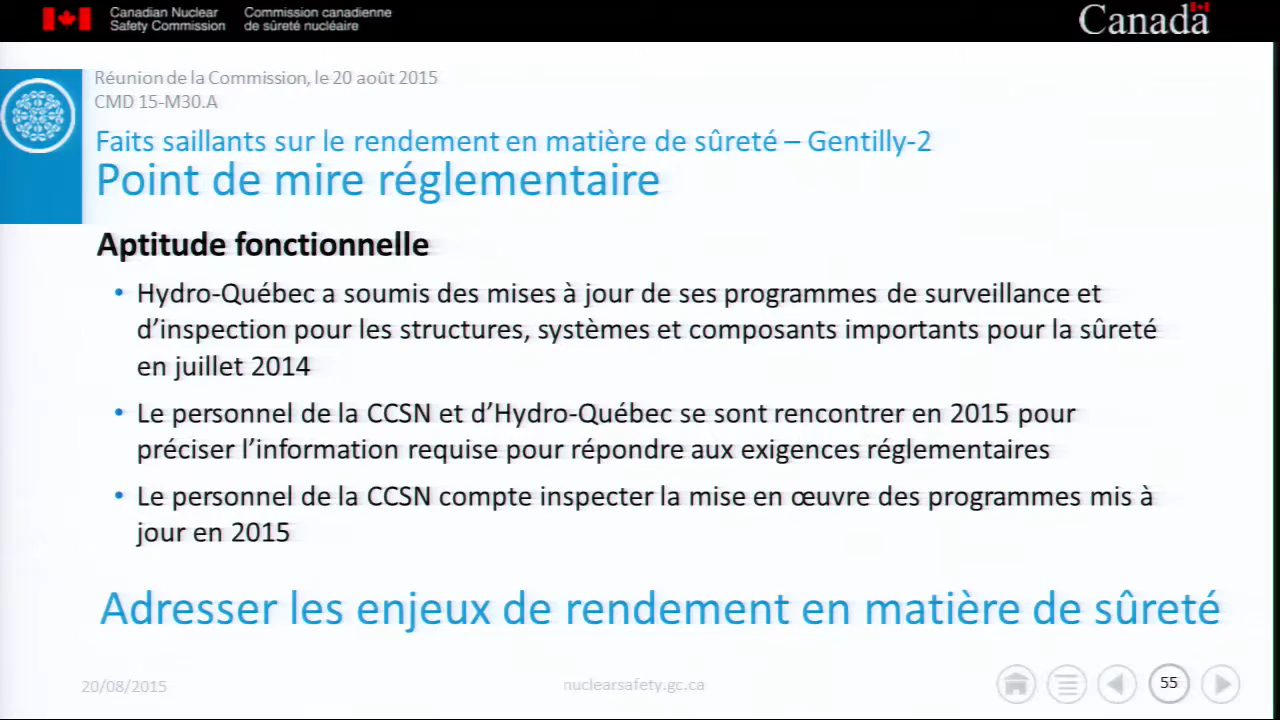 Canadian Nuclear
Safety Commission
Commission canadienne
de sûreté nucléaire
Canada
Réunion de la Commission, le 20 août 2015
CMD 15-M30.A
Faits saillants sur le rendement en matière de sûreté – Gentilly-2
Point de mire réglementaire
Aptitude fonctionnelle
• Hydro-Québec a soumis des mises à jour de ses programmes de surveillance et
d’inspection pour les structures, systèmes et composants importants pour la sûreté
en juillet 2014
• Le personnel de la CCSN et d’Hydro-Québec se sont rencontrer en 2015 pour
préciser l’information requise pour répondre aux exigences réglementaires
• Le personnel de la CCSN compte inspecter la mise en œuvre des programmes mis à
jour en 2015
Adresser les enjeux de rendement en matière de sûreté
20/08/2015
nuclearsafety.gc.ca
55